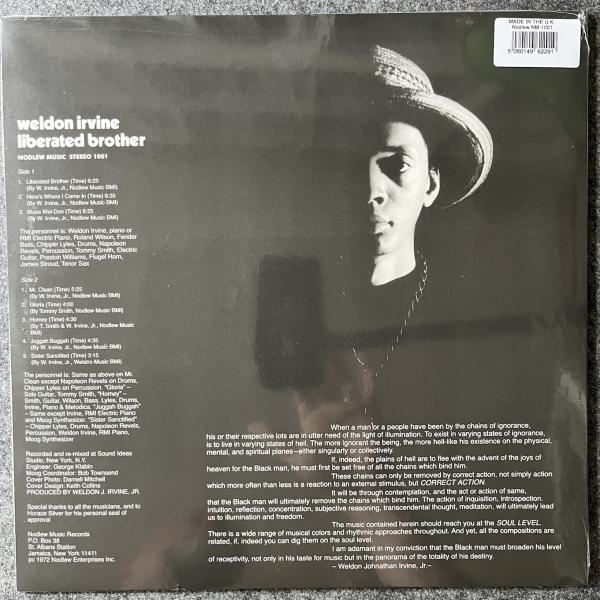 MADE IN THE U.K
Nodlew NM-1001
5 060149 62291
weldon irvine
liberated brother
NODLEW MUSIC STEREO 1001
Side 1
1. Liberated Brother (Time) 6:25
(By W. Irvine, Jr., Nodlew Music BMI)
2. Here's Where I Came In (Time) 6:35
(By W. Irvine, Jr., Nodlew Music BMI)
3. Blues Wel-Don (Time) 6:25
(By W. Irvine, Jr., Nodlew Music BMI)
The personnel is: Weldon Irvine, piano or
RMI Electric Piano, Roland Wilson, Fender
Bass, Chipper Lyles, Drums, Napoleon
Revels, Percussion, Tommy Smith, Electric
Guitar, Preston Williams, Flugel Horn,
James Stroud, Tenor Sax
Side 2
1. Mr. Clean (Time) 5:25
(By W. Irvine, Jr., Nodlew Music BMI)
2. Gloria (Time) 4:00
(By Tommy Smith, Nodlew Music BMI)
3. Homey (Time) 4:30
(By T. Smith & W. Irvine, Jr., Nodlew
Music BMI)
4. Juggah Buggah (Time) 4:35
(By W. Irvine, Jr., Nodlew Music BMI)
5. Sister Sanctified (Time) 3:15
(By W. Irvine, Jr., Welstro Music BMI)
The personnel is: Same as above on Mr.
Clean except Napoleon Revels on Drums,
Chipper Lyles on Percussion. "Gloria" –
Solo Guitar, Tommy Smith, "Homey" –
Smith, Guitar, Wilson, Bass, Lyles, Drums,
Irvine, Piano & Melodica. "Juggah Buggah"
– Same except Irvine, RMI Electric Piano
and Moog Synthesizer. "Sister Sanctified"
– Chipper Lyles, Drums, Napoleon Revels,
Percussion, Weldon Irvine, RMI Piano,
Moog Synthesizer
Recorded and re-mixed at Sound Ideas
Studio, New York, N.Y.
Engineer: George Klabin
Moog Coordinator: Bob Townsend
Cover Photo: Darnell Mitchell
Cover Design: Keith Collins
PRODUCED BY WELDON J. IRVINE, JR.
Special thanks to all the musicians, and to
Horace Silver for his personal seal of
approval
Nodlew Music Records
P.O. Box 38
St. Albans Station
Jamaica, New York 11411
pc 1972 Nodlew Enterprises Inc.
When a man or a people have been by the chains of ignorance,
his or their respective lots are in utter need of the light of illumination. To exist in varying states of ignorance,
is to live in varying states of hell. The more ignorant the being, the more hell-like his existence on the physical,
mental, and spiritual planes–either singularly or collectively.
If, indeed, the plains of hell are to flee with the advent of the joys of
heaven for the Black man, he must first be set free of all the chains which bind him.
These chains can only be removed by correct action, not simply action
which more often than less is a reaction to an external stimulus, but CORRECT ACTION.
It will be through contemplation, and the act or action of same,
that the Black man will ultimately remove the chains which bind him. The action of inquisition, introspection.
intuition, reflection, concentration, subjective reasoning, transcendental thought, meditation, will ultimately lead
us to illumination and freedom.
The music contained herein should reach you at the SOUL LEVEL.
There is a wide range of musical colors and rhythmic approaches throughout. And yet, all the compositions are
related, if, indeed you can dig them on the soul level.
I am adamant in my conviction that the Black man must broaden his level
of receptivity, not only in his taste for music but in the panorama of the totality of his destiny.
– Weldon Johnathan Irvine, Jr.–